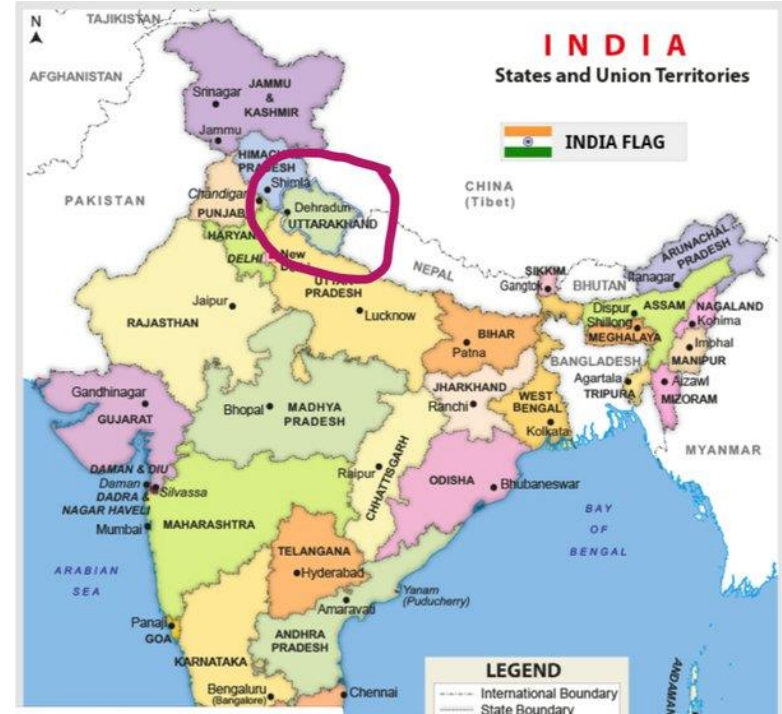 N
TAJIKISTAN
AFGHANISTAN
INDIA
States and Union Territories
INDIA FLAG
JAMMU
&
KASHMIR
Srinagar
Jammu
PAKISTAN
CHINA
(Tibet)
PRADESH
Shimla
PUNJAB
Dehradun
UTTARAKHAND
DELHI
New
PRADESH
NEPAL
SIKKIM
Gangtok
BHUTAN
ARUNACHAL
PRADESH
Itanagar
Jaipur
RAJASTHAN
Lucknow
BIHAR
Patna
Dispur
ASSAM
NAGALAND
Shillong
Kohima
MEGHALAYA
Imphal
MANIPUR
BANGLADESH
Agartala
TRIPURA
Aizawl
MIZORAM
MYANMAR
Gandhinagar
GUJARAT
Bhopal
MADHYA
PRADESH
JHARKHAND
Ranchi
WEST
BENGAL
Kolkata
CHHATTISGARH
Raipur
ODISHA
Bhubaneswar
DAMAN & DIU
Daman
DADRA &
NAGAR HAVELI
Silvassa
Mumbai
MAHARASHTRA
BAY
OF
BENGAL
ARABIAN
SEA
TELANGANA
Hyderabad
Yanam
(Puducherry)
Amaravati
Panaji
GOA
ANDHRA
PRADESH
KARNATAKA
Bengaluru
(Bangalore)
Chennai
LEGEND
International Boundary
State Boundary
ANDAMAN